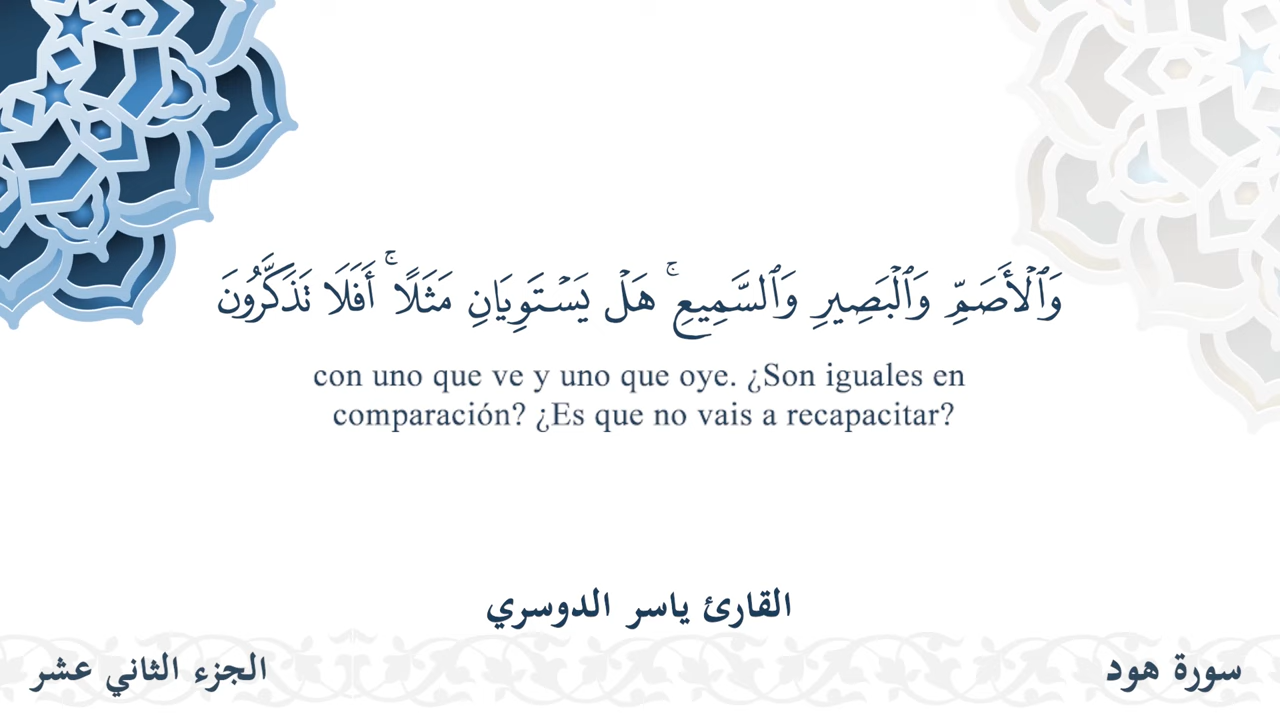 وَٱلْأَصَمِّ وَٱلْبَصِيرِ وَٱلسَّمِيعِ ۚ هَلْ يَسْتَوِيَانِ مَثَلًا ۚ أَفَلَا تَذَكَّرُونَ
con uno que ve y uno que oye. ¿Son iguales en
comparación? ¿Es que no vais a recapacitar?
القارئ ياسر الدوسري
سورة هود
الجزء الثاني عشر